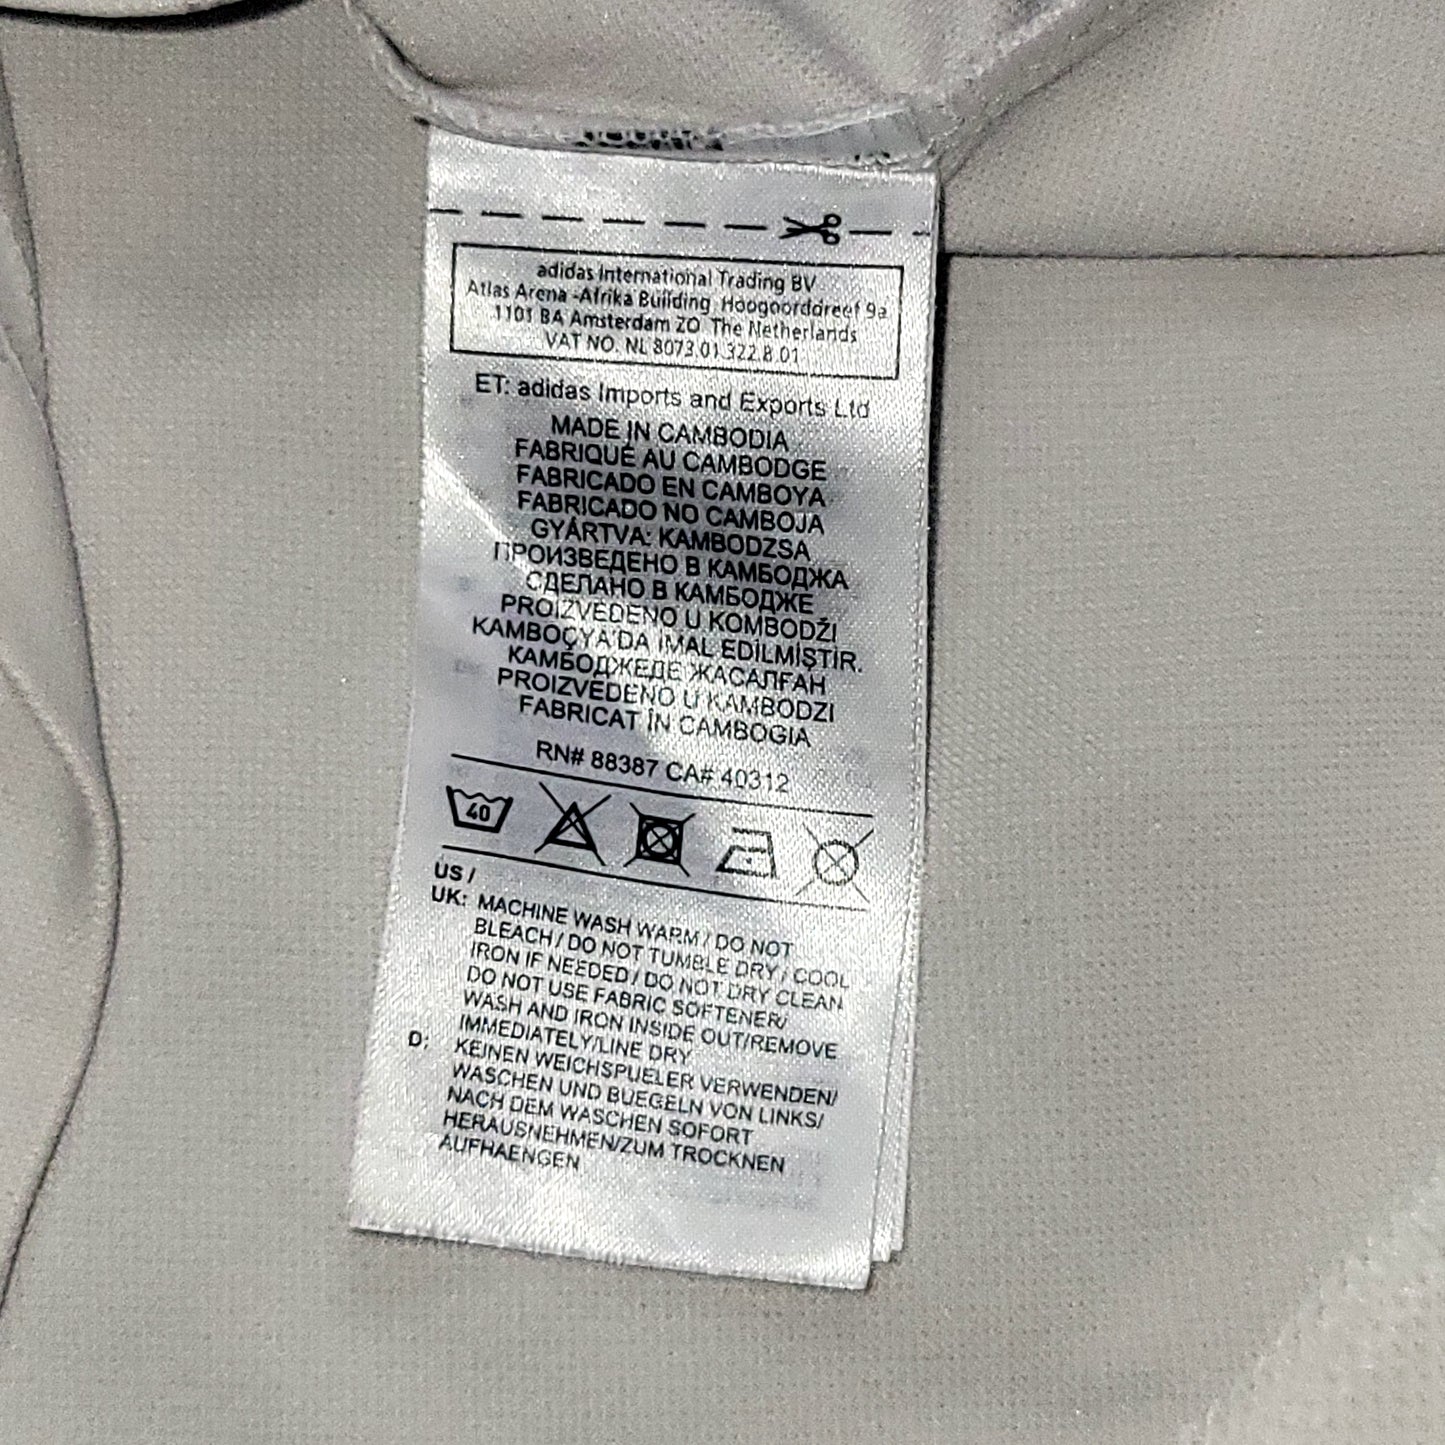 adidas International Trading BV
Atlas Arena -Afrika Building, Hoogoorddreef 9a
1101 BA Amsterdam ZO The Netherlands
VAT NO. NL 8073.01.322.B.01
ET: adidas Imports and Exports Ltd
MADE IN CAMBODIA
FABRIQUÉ AU CAMBODGE
FABRICADO EN CAMBOYA
FABRICADO NO CAMBOJA
GYÁRTVA: KAMBODZSA
ПРОИЗВЕДЕНО В КАМБОДЖА
СДЕЛАНО В КАМБОДЖЕ
PROIZVEDENO U KOMBODŽI
KAMBOÇYA'DA İMAL EDİLMİŞTİR.
КАМБОДЖЕДЕ ЖАСАЛҒАН
PROIZVEDENO U KAMBODZI
FABRICAT ÎN CAMBOGIA
RN# 88387 CA# 40312
40
US /
UK: MACHINE WASH WARM / DO NOT
BLEACH / DO NOT TUMBLE DRY / COOL
IRON IF NEEDED / DO NOT DRY CLEAN
DO NOT USE FABRIC SOFTENER/
WASH AND IRON INSIDE OUT/REMOVE
IMMEDIATELY/LINE DRY
D: KEINEN WEICHSPUELER VERWENDEN/
WASCHEN UND BUEGELN VON LINKS/
NACH DEM WASCHEN SOFORT
HERAUSNEHMEN/ZUM TROCKNEN
AUFHAENGEN